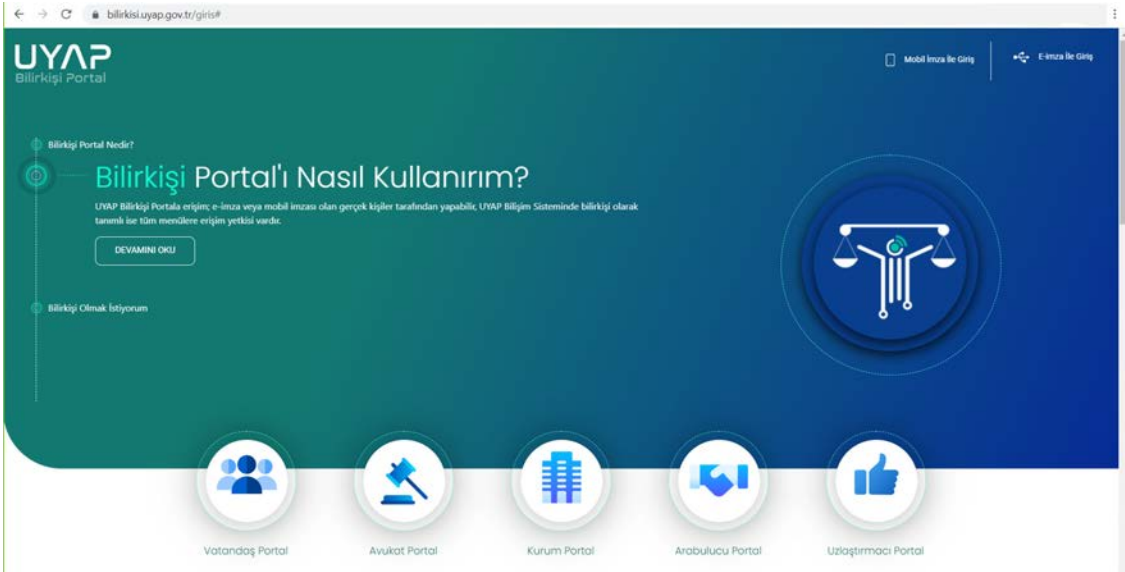 bilirkisi.uyap.gov.tr/giris#
UYAP
Bilirkişi Portal
Mobil İmza İle Giriş
E-imza İle Giriş
Bilirkişi Portal Nedir?
Bilirkişi Portal'ı Nasıl Kullanırım?
UYAP Bilirkişi Portala erişim; e-imza veya mobil imzası olan gerçek kişiler tarafından yapabilir, UYAP Bilişim Sisteminde bilirkişi olarak
tanımlı ise tüm menülere erişim yetkisi vardır.
DEVAMINI OKU
Bilirkişi Olmak İstiyorum
Vatandaş Portal
Avukat Portal
Kurum Portal
Arabulucu Portal
Uzlaştırmacı Portal